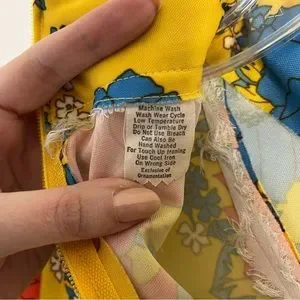 Machine Wash
Wash Wear Cycle
Low Temperature
Drip or Tumble Dry
Do Not Use Bleach
Can Also Be
Hand Washed
For Touch Up Ironing
Use Cool Iron
On Wrong Side
Exclusive of
Ornamentation